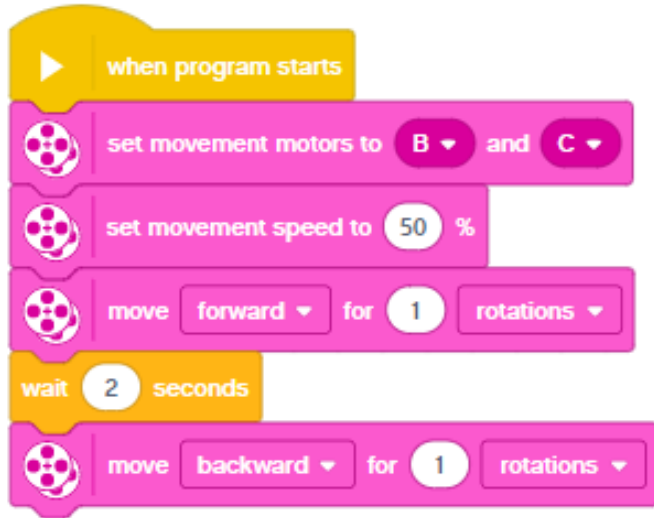 when program starts
set movement motors to B and C
set movement speed to 50 %
move forward for 1 rotations
wait 2 seconds
move backward for 1 rotations